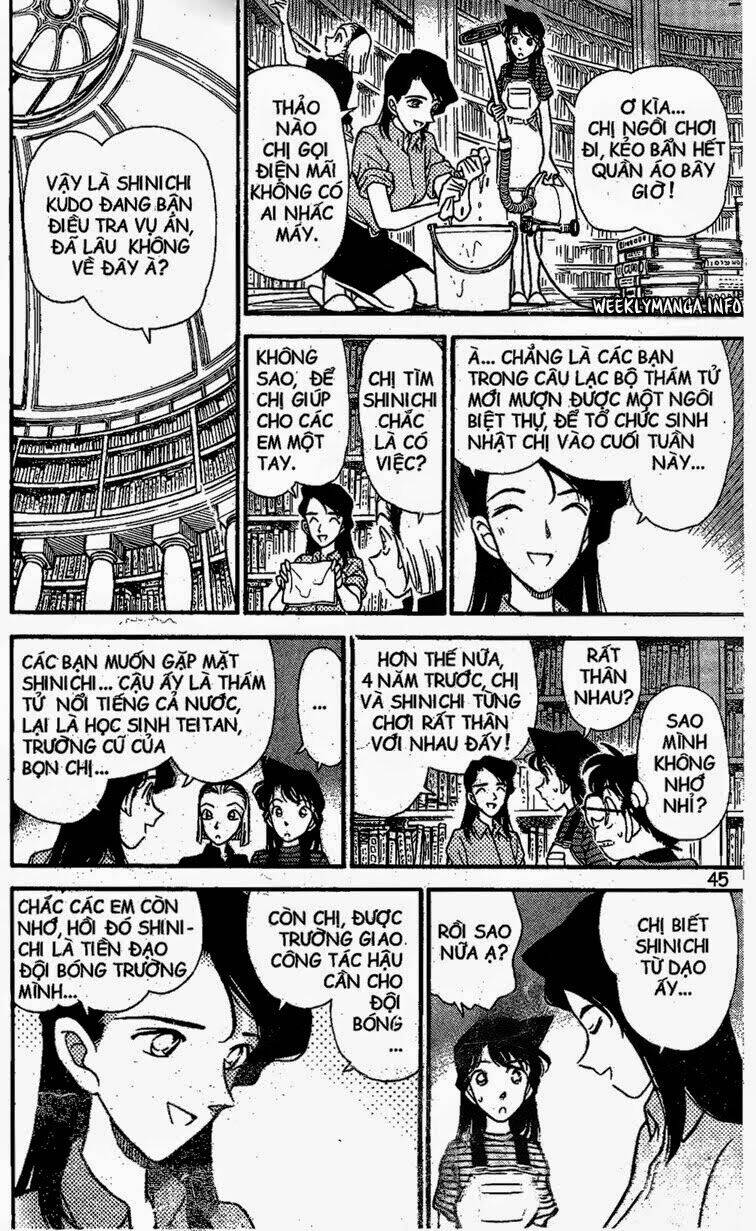 VẬY LÀ SHINICHI
KUDO ĐANG BẬN
ĐIỀU TRA VỤ ÁN,
ĐÃ LÂU KHÔNG
VỀ ĐÂY À?
THẢO
NÀO
CHỊ GỌI
ĐIỆN MÃI
KHÔNG CÓ
AI NHẤC
MÁY.
Ơ KÌA...
CHỊ NGỒI CHƠI
ĐI, KẺO BẨN HẾT
QUẦN ÁO BÂY
GIỜ!
WEEKLYMANGA.INFO
KHÔNG
SAO, ĐỂ
CHỊ GIÚP
CHO CÁC
EM MỘT
TAY.
CHỊ TÌM
SHINICHI
CHẮC
LÀ CÓ
VIỆC?
À... CHẲNG LÀ CÁC BẠN
TRONG CÂU LẠC BỘ THÁM TỬ
MỚI MƯỢN ĐƯỢC MỘT NGÔI
BIỆT THỰ, ĐỂ TỔ CHỨC SINH
NHẬT CHỊ VÀO CUỐI TUẦN
NÀY...
CÁC BẠN MUỐN GẶP MẶT
SHINICHI... CẬU ẤY LÀ THÁM
TỬ NỔI TIẾNG CẢ NƯỚC,
LẠI LÀ HỌC SINH TEITAN,
TRƯỜNG CŨ CỦA
BỌN CHỊ...
...
HƠN THẾ NỮA,
4 NĂM TRƯỚC, CHỊ
VÀ SHINICHI TỪNG
CHƠI RẤT THÂN
VỚI NHAU ĐẤY!
RẤT
THÂN
NHAU?
SAO
MÌNH
KHÔNG
NHỚ
NHỈ?
45
CHẮC CÁC EM CÒN
NHỚ, HỒI ĐÓ SHINI-
CHI LÀ TIỀN ĐẠO
ĐỘI BÓNG TRƯỜNG
MÌNH...
CÒN CHỊ, ĐƯỢC
TRƯỜNG GIAO
CÔNG TÁC HẬU
CẦN CHO
ĐỘI
BÓNG
...
RỒI SAO
NỮA Ạ?
CHỊ BIẾT
SHINICHI
TỪ DẠO
ẤY...